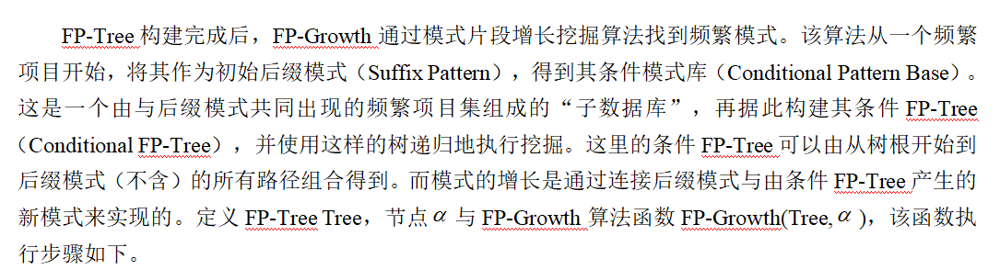 FP-Tree 构建完成后，FP-Growth 通过模式片段增长挖掘算法找到频繁模式。该算法从一个频繁
项目开始，将其作为初始后缀模式（Suffix Pattern），得到其条件模式库（Conditional Pattern Base）。
这是一个由与后缀模式共同出现的频繁项目集组成的“子数据库”，再据此构建其条件 FP-Tree
（Conditional FP-Tree），并使用这样的树递归地执行挖掘。这里的条件 FP-Tree 可以由从树根开始到
后缀模式（不含）的所有路径组合得到。而模式的增长是通过连接后缀模式与由条件 FP-Tree 产生的
新模式来实现的。定义 FP-Tree Tree，节点 α 与 FP-Growth 算法函数 FP-Growth(Tree, α )，该函数执
行步骤如下。